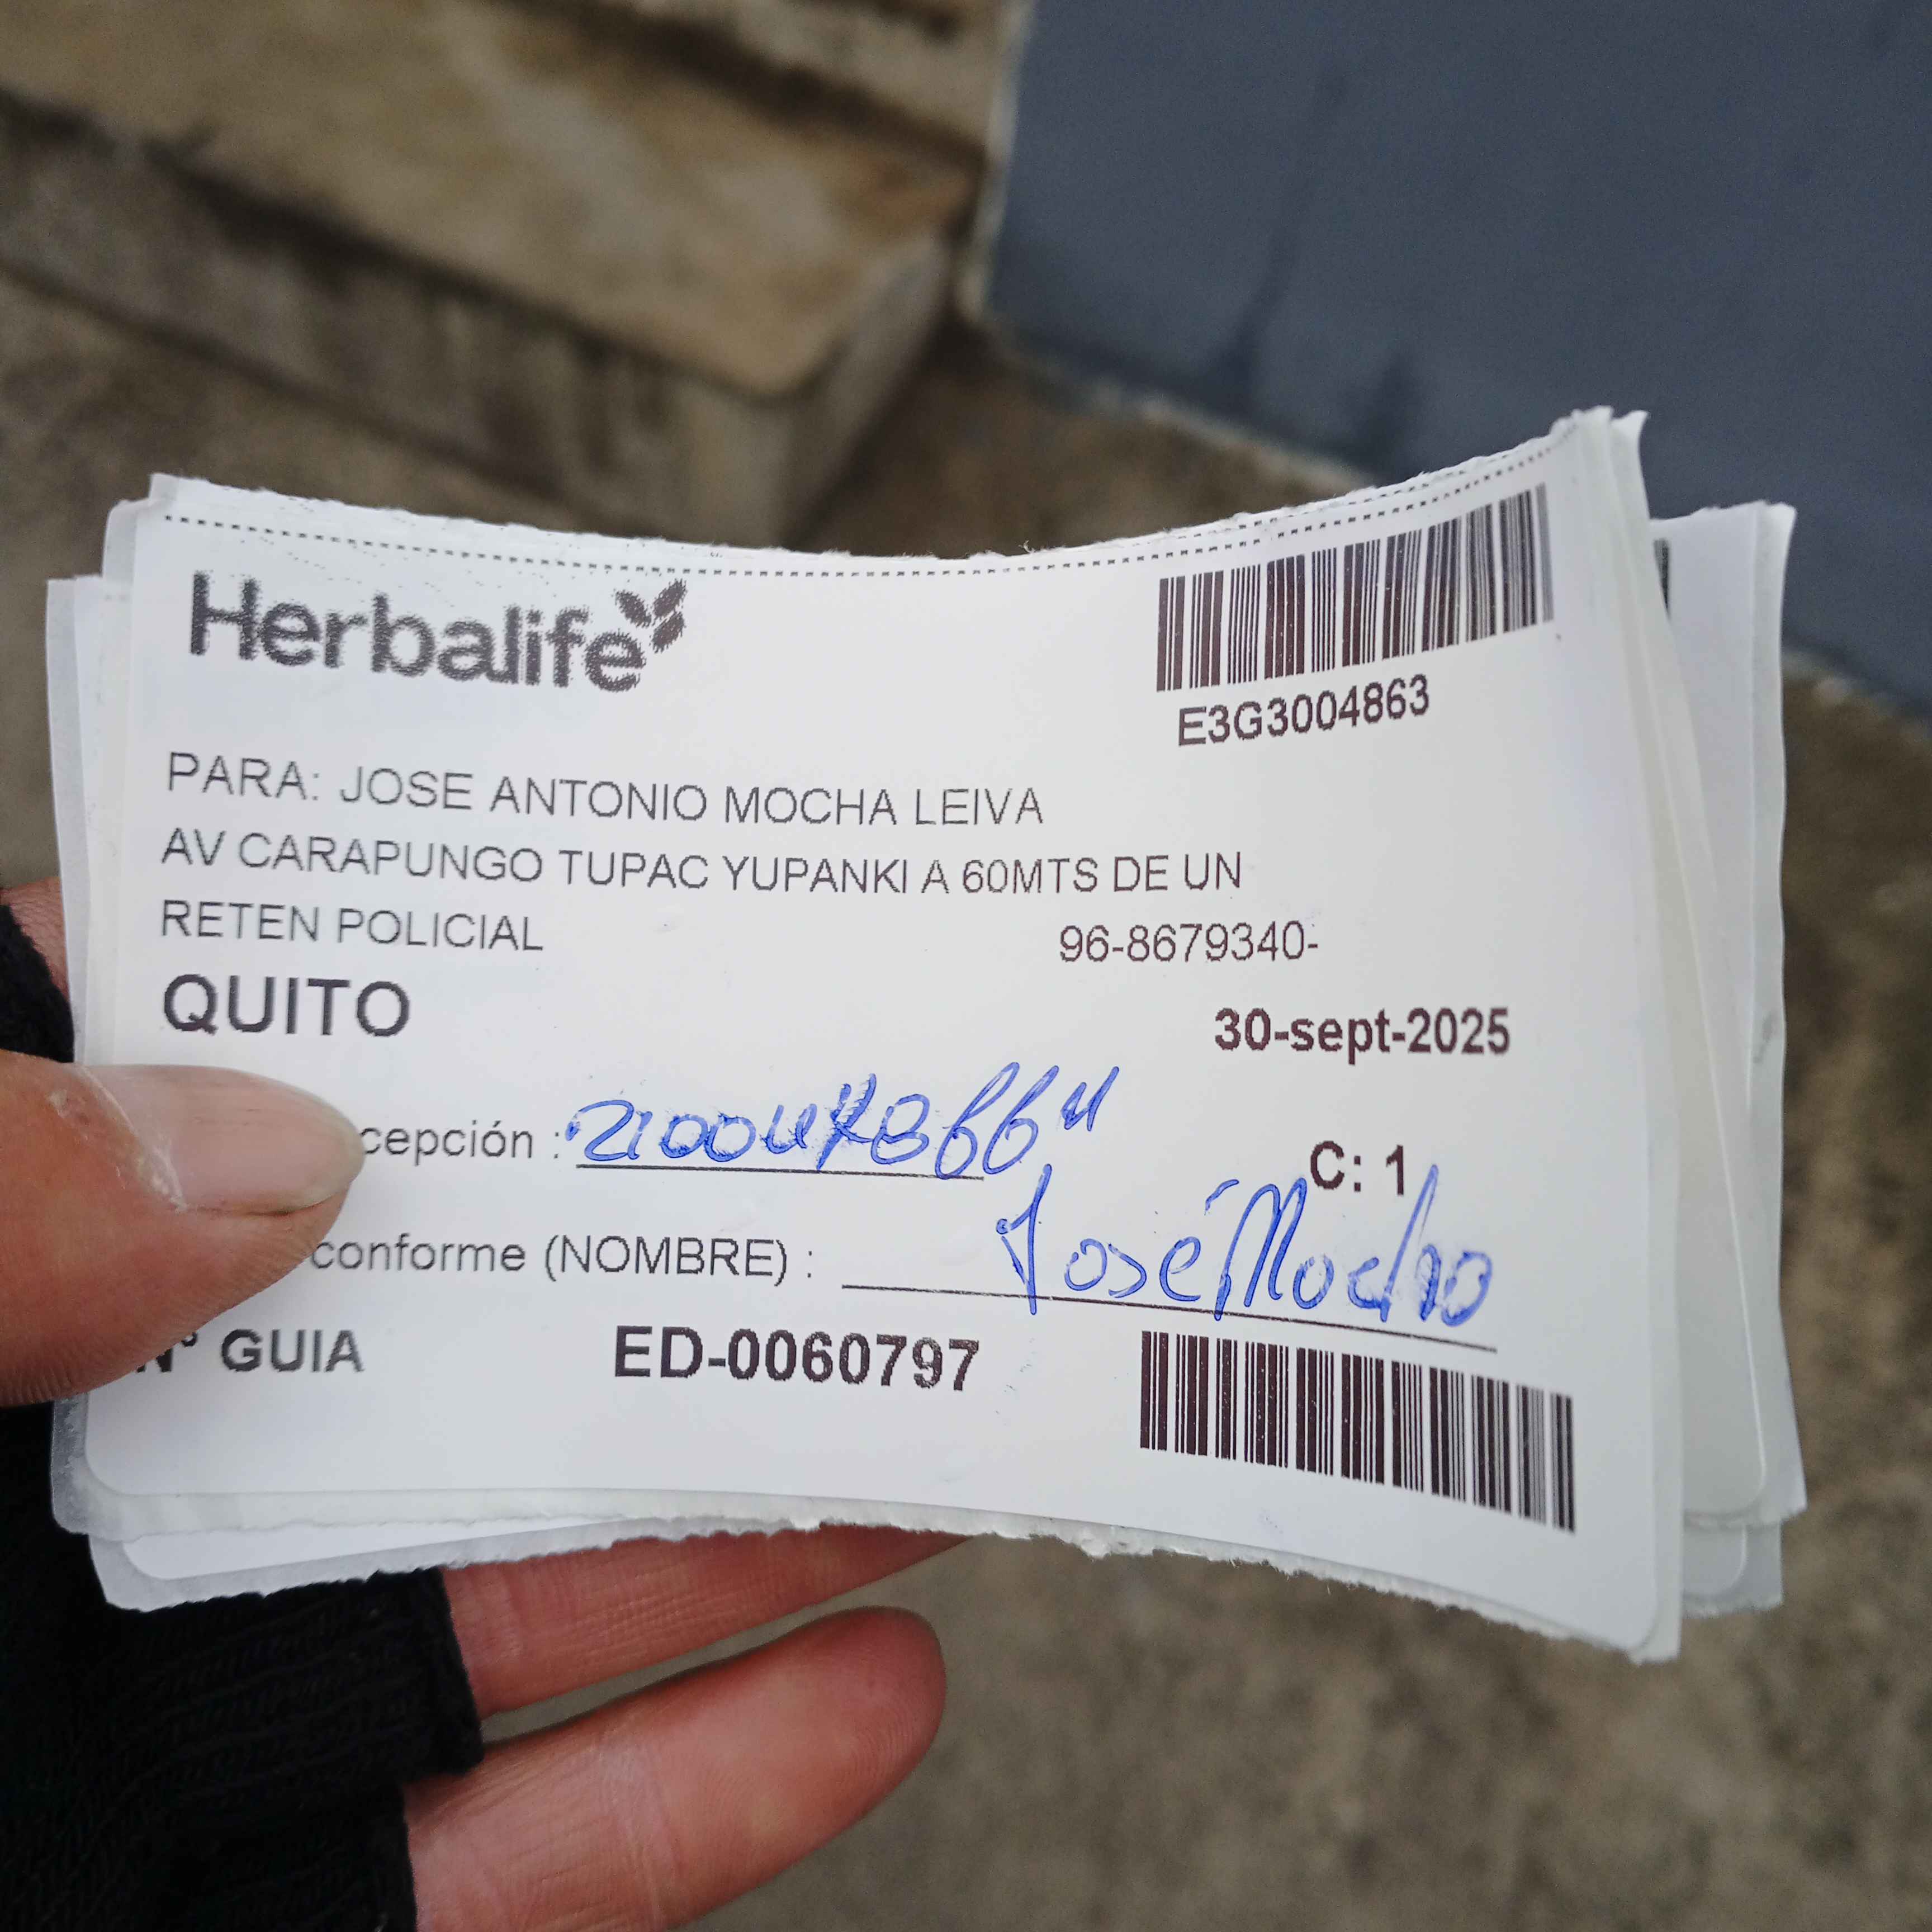 Herbalife
E3G3004863
PARA: JOSE ANTONIO MOCHA LEIVA
AV CARAPUNGO TUPAC YUPANKI A 60MTS DE UN
RETEN POLICIAL
96-8679340-
QUITO
30-sept-2025
cepción :
C: 1
conforme (NOMBRE) : José Mocha
N° GUIA ED-0060797